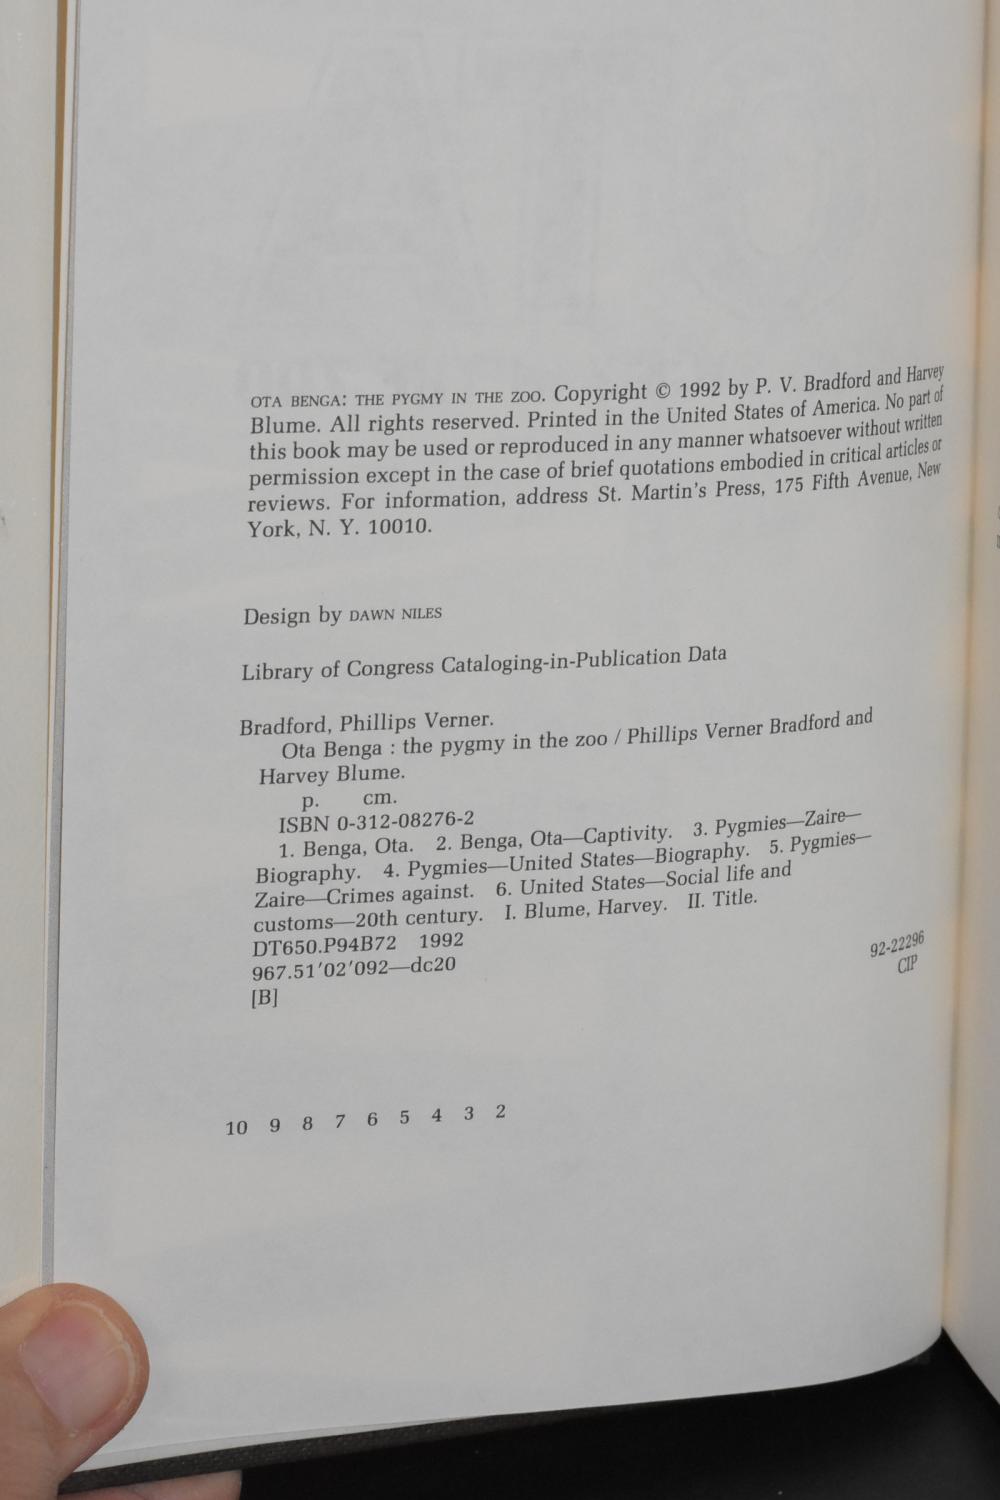 OTA BENGA: THE PYGMY IN THE ZOO. Copyright © 1992 by P. V. Bradford and Harvey
Blume. All rights reserved. Printed in the United States of America. No part of
this book may be used or reproduced in any manner whatsoever without written
permission except in the case of brief quotations embodied in critical articles or
reviews. For information, address St. Martin's Press, 175 Fifth Avenue, New
York, N. Y. 10010.
Design by DAWN NILES
Library of Congress Cataloging-in-Publication Data
Bradford, Phillips Verner.
Ota Benga : the pygmy in the zoo / Phillips Verner Bradford and
Harvey Blume.
p. cm.
ISBN 0-312-08276-2
1. Benga, Ota. 2. Benga, Ota—Captivity. 3. Pygmies—Zaire—
Biography. 4. Pygmies—United States—Biography. 5. Pygmies—
Zaire—Crimes against. 6. United States—Social life and
customs—20th century. I. Blume, Harvey. II. Title.
DT650.P94B72 1992
967.51'02'092—dc20
[B]
92-22296
CIP
10 9 8 7 6 5 4 3 2